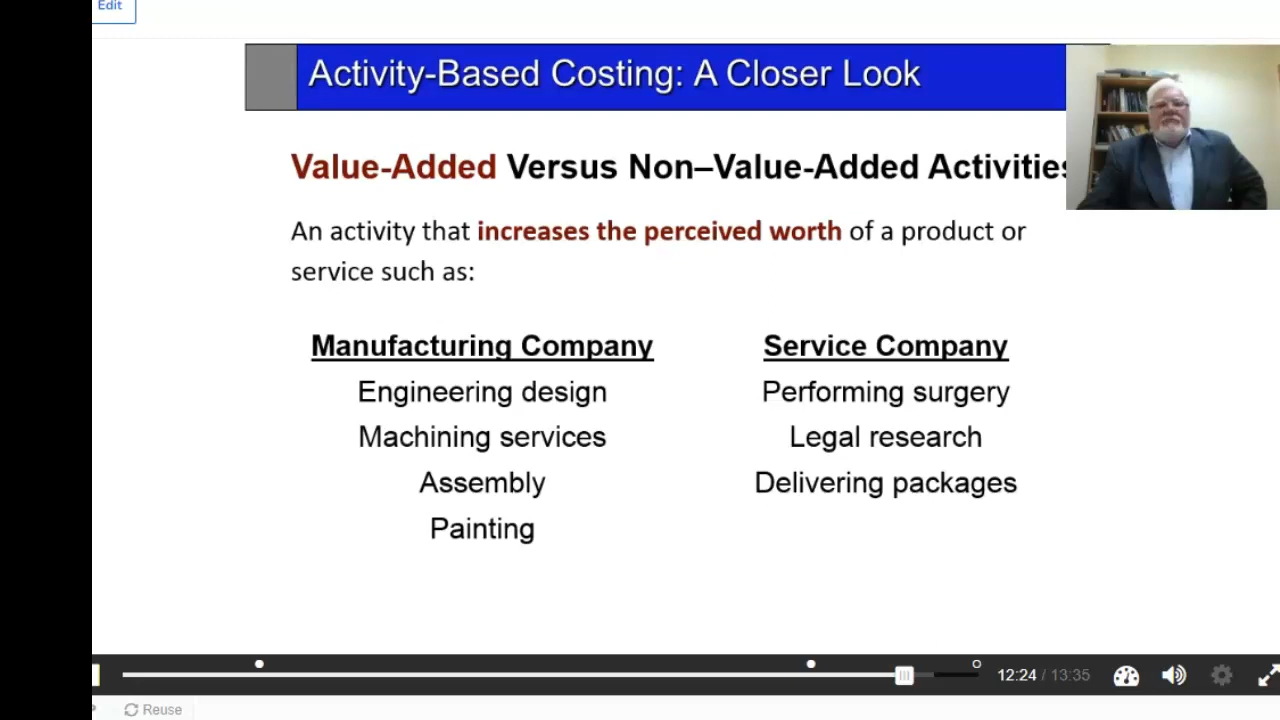 Edit
Activity-Based Costing: A Closer Look
Value-Added Versus Non–Value-Added Activities
An activity that increases the perceived worth of a product or
service such as:
Manufacturing Company
Engineering design
Machining services
Assembly
Painting
Service Company
Performing surgery
Legal research
Delivering packages
12:24 / 13:35
Reuse